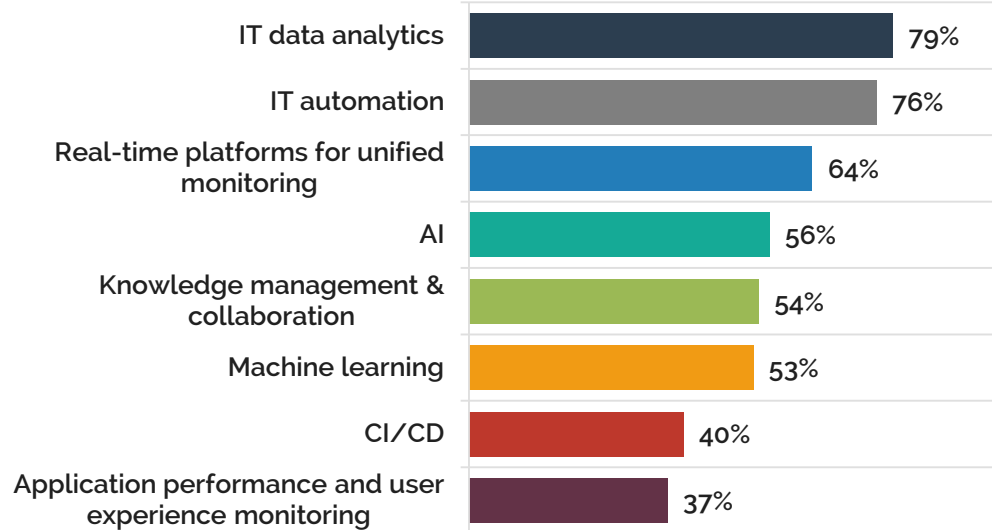 IT data analytics 79%
IT automation 76%
Real-time platforms for unified
monitoring 64%
AI 56%
Knowledge management &
collaboration 54%
Machine learning 53%
CI/CD 40%
Application performance and user
experience monitoring 37%